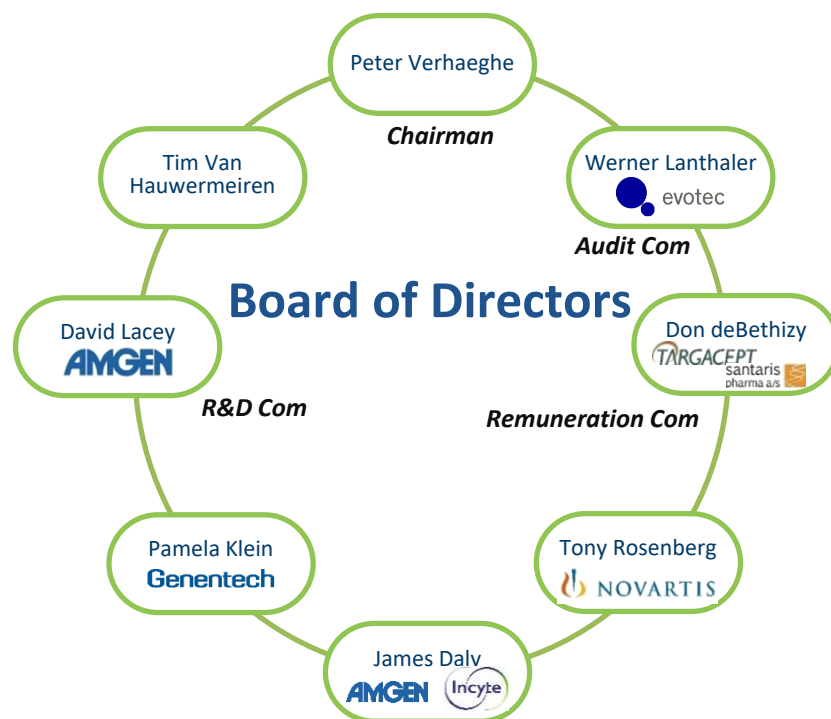 Peter Verhaeghe
Chairman
Tim Van
Hauwermeiren
Werner Lanthaler
evotec
Audit Com
Board of Directors
David Lacey
AMGEN
R&D Com
Don deBethizy
TARGACEPT
santaris
pharma a/s
Remuneration Com
Pamela Klein
Genentech
Tony Rosenberg
NOVARTIS
James Daly
AMGEN
Incyte